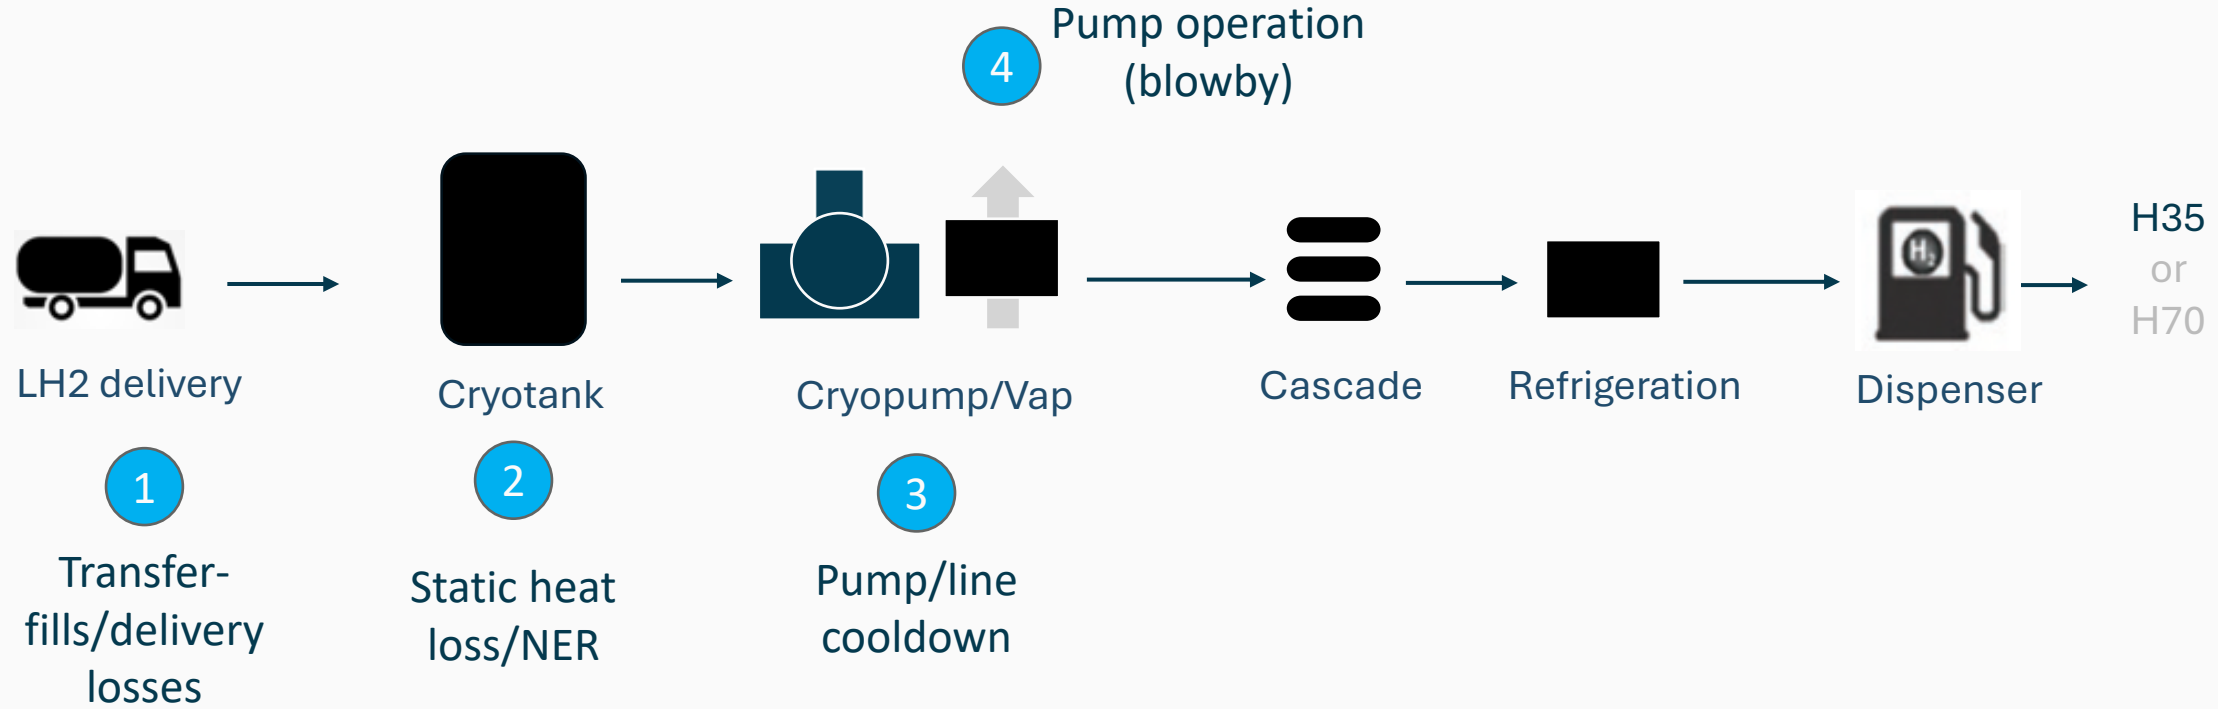 4
Pump operation
(blowby)
H₂
H35
or
H70
LH2 delivery
Cryotank
Cryopump/Vap
Cascade
Refrigeration
Dispenser
1
2
3
Transfer-
fills/delivery
losses
Static heat
loss/NER
Pump/line
cooldown